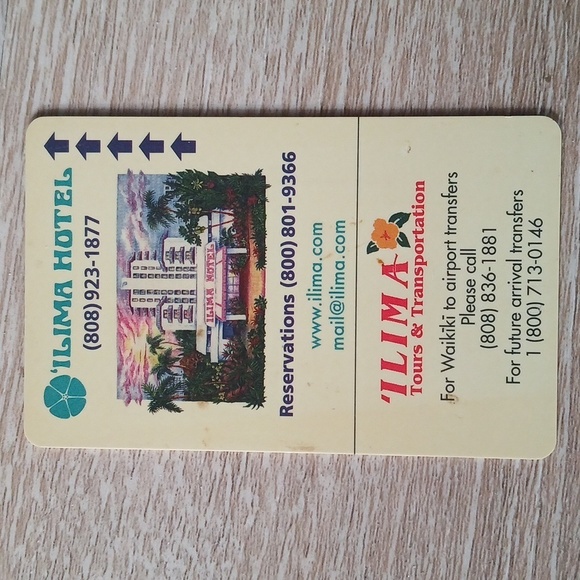 'ILIMA HOTEL
(808) 923-1877
ILIMA HOTEL
Reservations (800) 801-9366
www.ilima.com
mail@ilima.com
'ILIMA
Tours & Transportation
For Waikīkī to airport transfers
Please call
(808) 836-1881
For future arrival transfers
1 (800) 713-0146